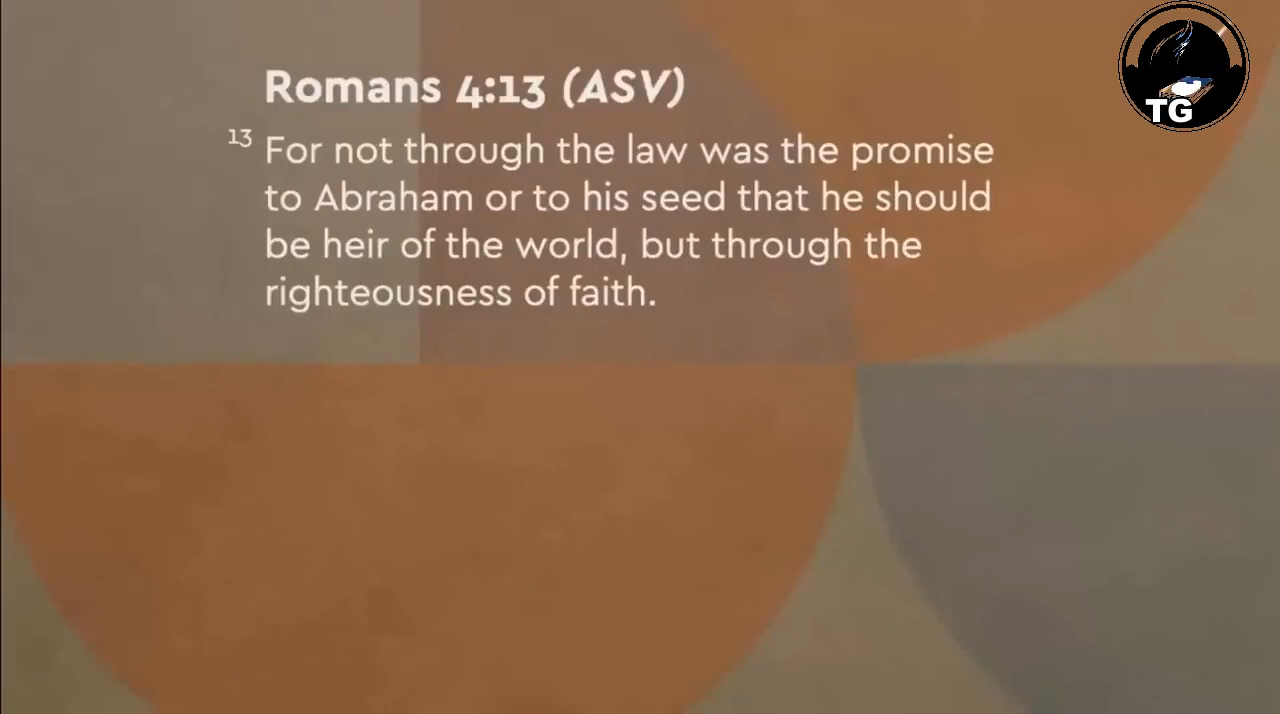 TG
Romans 4:13 (ASV)
13 For not through the law was the promise
to Abraham or to his seed that he should
be heir of the world, but through the
righteousness of faith.